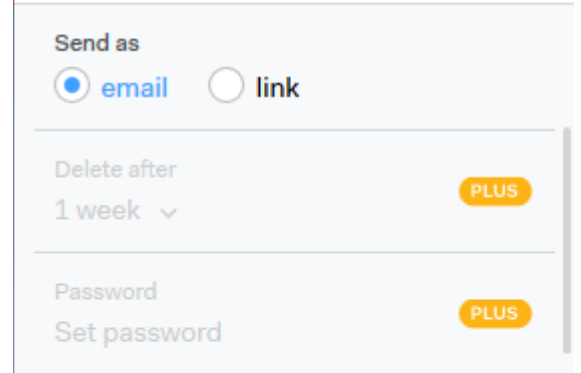 Send as
email link
Delete after
1 week
PLUS
Password
Set password
PLUS